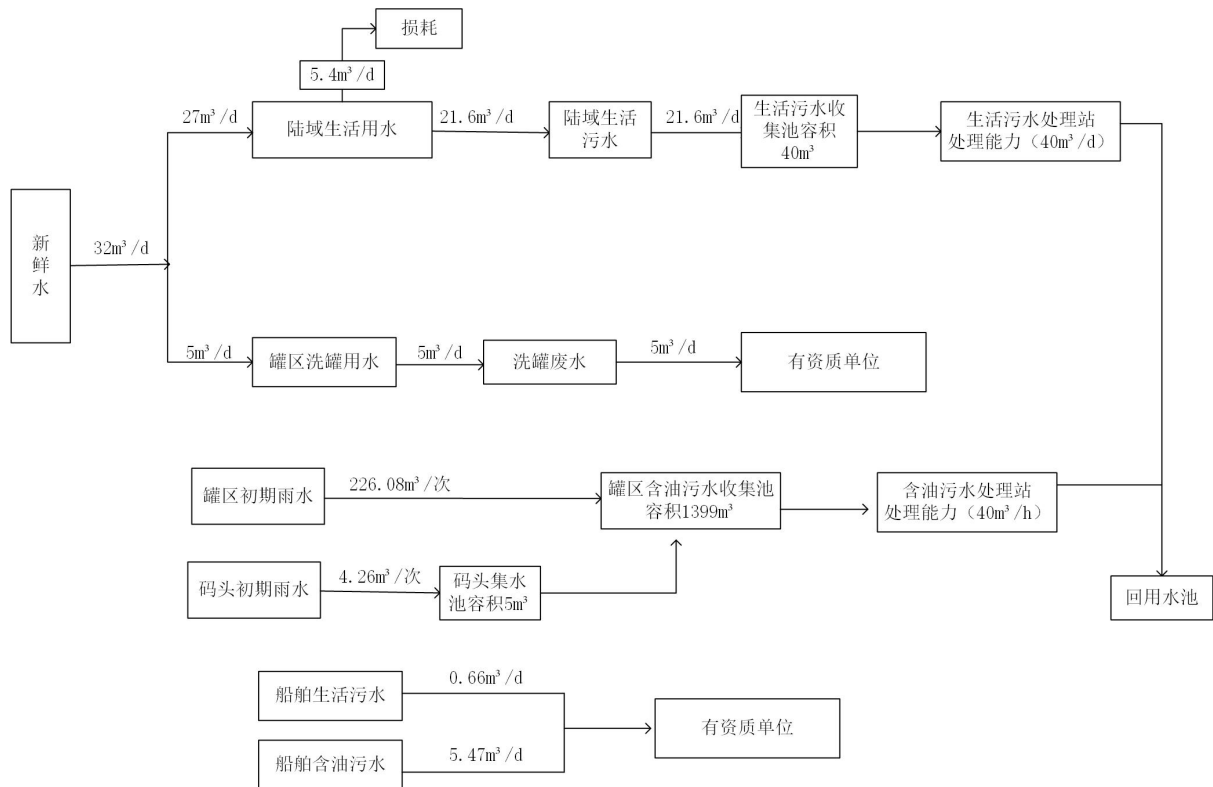 损耗
5.4m³/d
27m³/d
陆域生活用水
21.6m³/d
陆域生活
污水
21.6m³/d
生活污水收
集池容积
40m³
生活污水处理站
处理能力（40m³/d）
新
鲜
水
32m³/d
5m³/d
罐区洗罐用水
5m³/d
洗罐废水
5m³/d
有资质单位
罐区初期雨水
226.08m³/次
罐区含油污水收集池
容积1399m³
含油污水处理站
处理能力（40m³/h）
码头初期雨水
4.26m³/次
码头集水
池容积5m³
回用水池
船舶生活污水
0.66m³/d
有资质单位
船舶含油污水
5.47m³/d